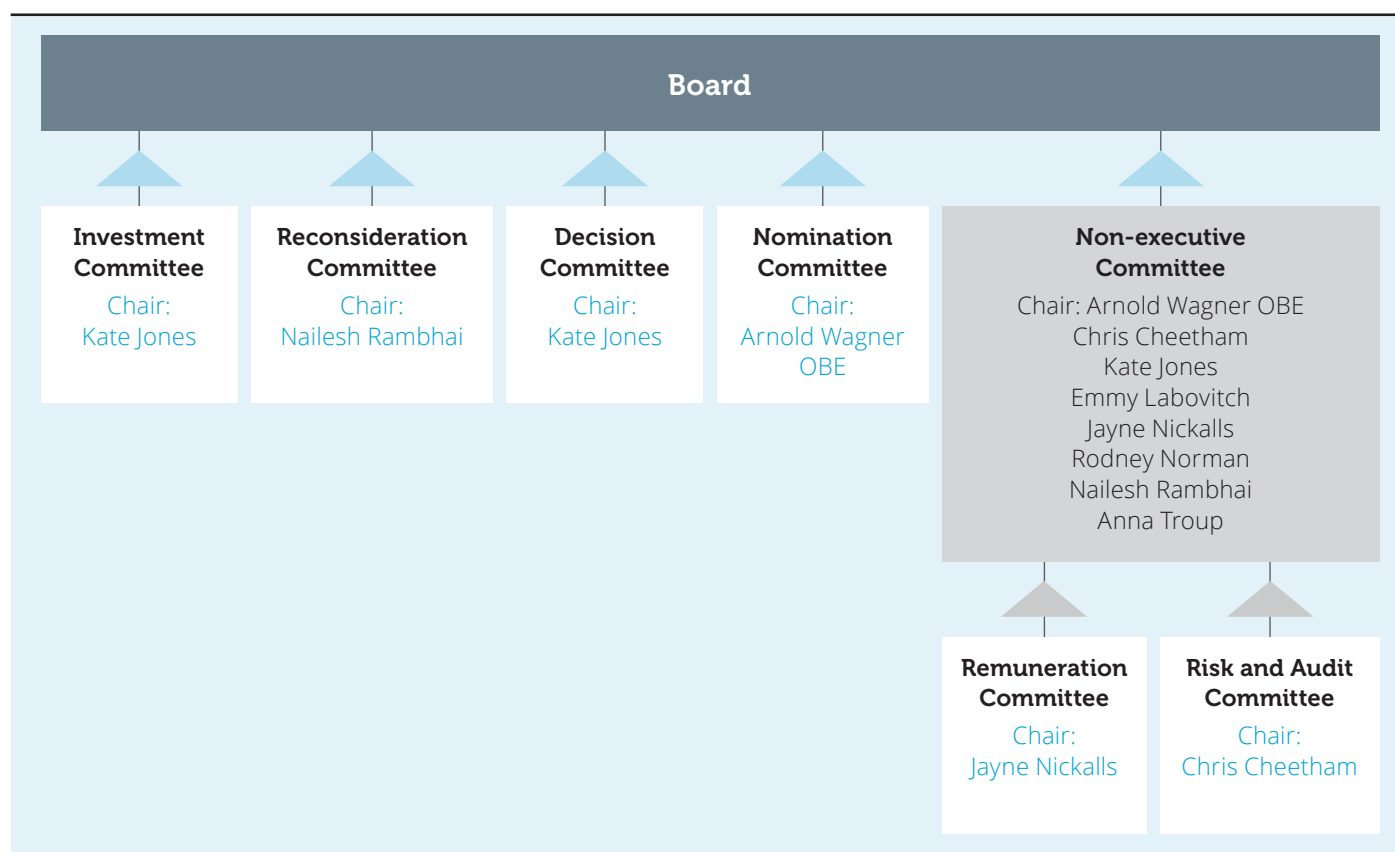 Board
Investment
Committee
Chair:
Kate Jones
Reconsideration
Committee
Chair:
Nailesh Rambhai
Decision
Committee
Chair:
Kate Jones
Nomination
Committee
Chair:
Arnold Wagner
OBE
Non-executive
Committee
Chair: Arnold Wagner OBE
Chris Cheetham
Kate Jones
Emmy Labovitch
Jayne Nickalls
Rodney Norman
Nailesh Rambhai
Anna Troup
Remuneration
Committee
Chair:
Jayne Nickalls
Risk and Audit
Committee
Chair:
Chris Cheetham